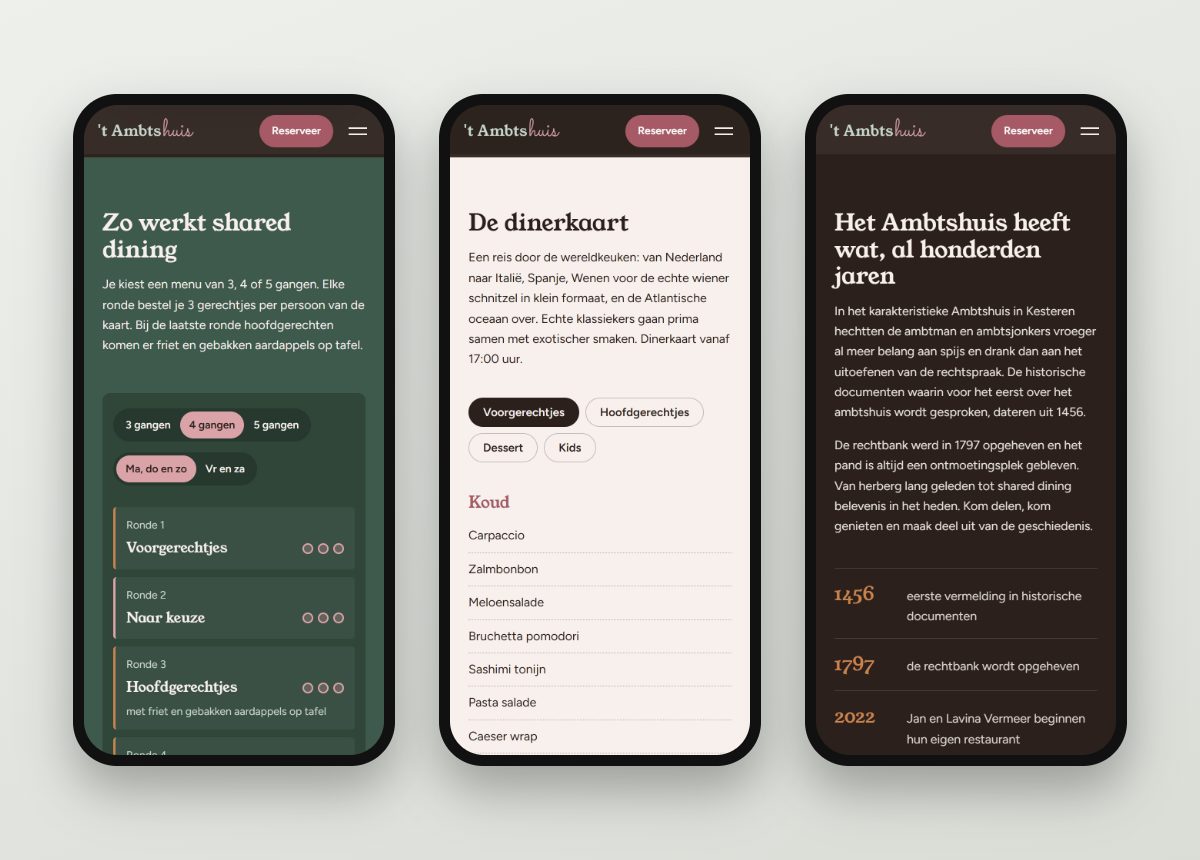 't Ambtshuis
Reserveer
Zo werkt shared
dining
Je kiest een menu van 3, 4 of 5 gangen. Elke
ronde bestel je 3 gerechtjes per persoon van de
kaart. Bij de laatste ronde hoofdgerechten
komen er friet en gebakken aardappels op tafel.
3 gangen
4 gangen
5 gangen
Ma, do en zo
Vr en za
Ronde 1
Voorgerechtjes
Ronde 2
Naar keuze
Ronde 3
Hoofdgerechtjes
met friet en gebakken aardappels op tafel
Ronde 4
't Ambtshuis
Reserveer
De dinerkaart
Een reis door de wereldkeuken: van Nederland
naar Italië, Spanje, Wenen voor de echte wiener
schnitzel in klein formaat, en de Atlantische
oceaan over. Echte klassiekers gaan prima
samen met exotischer smaken. Dinerkaart vanaf
17:00 uur.
Voorgerechtjes
Hoofdgerechtjes
Dessert
Kids
Koud
Carpaccio
Zalmbonbon
Meloensalade
Bruchetta pomodori
Sashimi tonijn
Pasta salade
Caeser wrap
't Ambtshuis
Reserveer
Het Ambtshuis heeft
wat, al honderden
jaren
In het karakteristieke Ambtshuis in Kesteren
hechtten de ambtman en ambtsjonkers vroeger
al meer belang aan spijs en drank dan aan het
uitoefenen van de rechtspraak. De historische
documenten waarin voor het eerst over het
ambtshuis wordt gesproken, dateren uit 1456.
De rechtbank werd in 1797 opgeheven en het
pand is altijd een ontmoetingsplek gebleven.
Van herberg lang geleden tot shared dining
belevenis in het heden. Kom delen, kom
genieten en maak deel uit van de geschiedenis.
1456
eerste vermelding in historische
documenten
1797
de rechtbank wordt opgeheven
2022
Jan en Lavina Vermeer beginnen
hun eigen restaurant